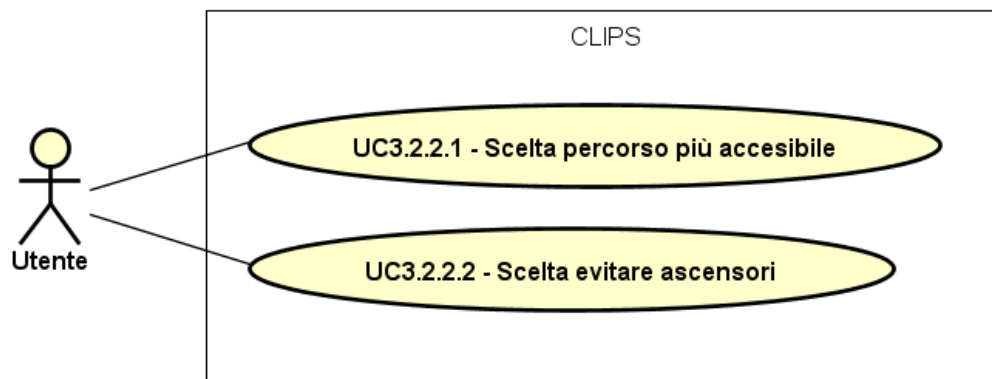 CLIPS
UC3.2.2.1 - Scelta percorso più accesibile
Utente
UC3.2.2.2 - Scelta evitare ascensori